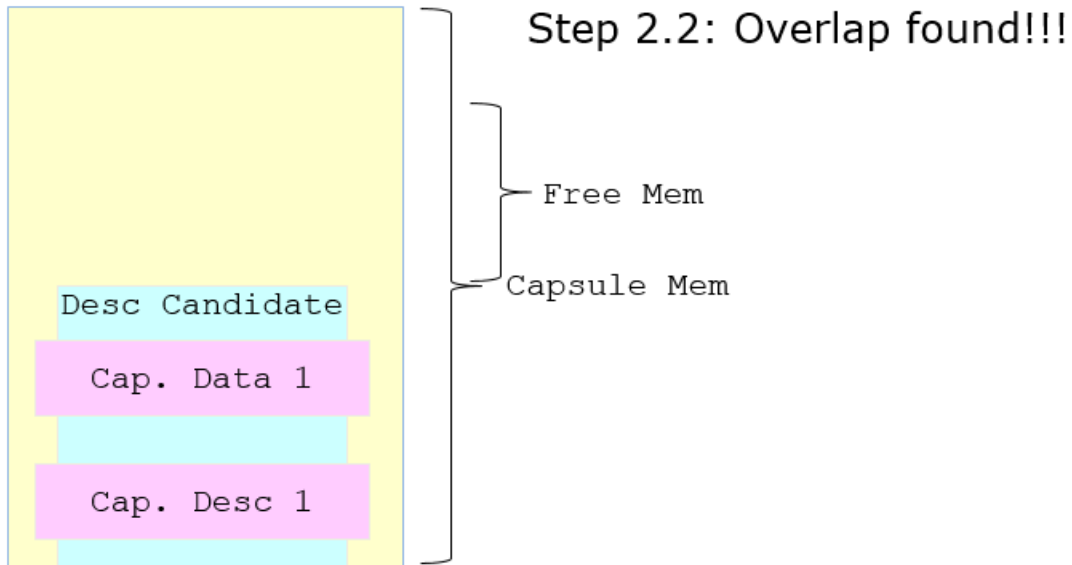 Step 2.2: Overlap found!!!
Free Mem
Capsule Mem
Desc Candidate
Cap. Data 1
Cap. Desc 1